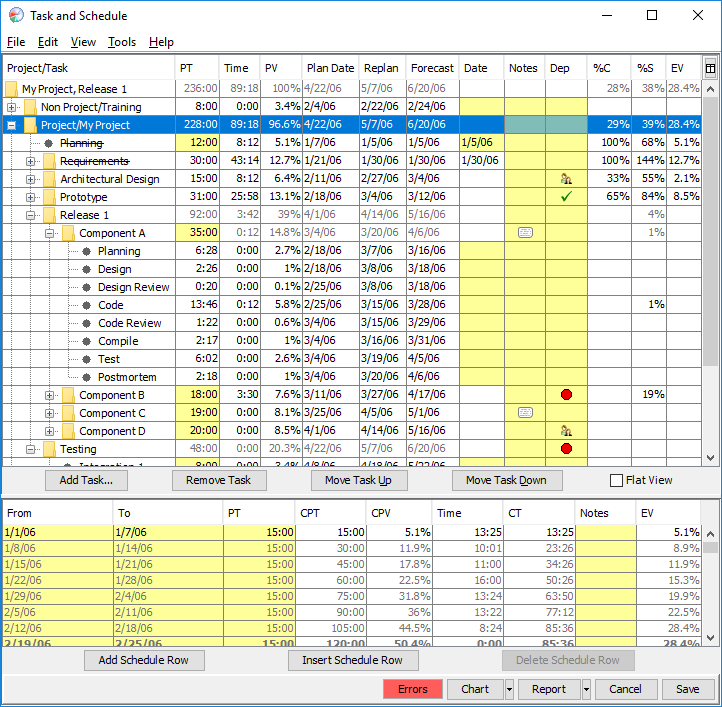 Task and Schedule
File Edit View Tools Help
Project/Task PT Time PV Plan Date Replan Forecast Date Notes Dep %C %S EV
My Project, Release 1 236:00 89:18 100% 4/22/06 5/7/06 6/20/06 28% 38% 28.4%
Non Project/Training 8:00 0:00 3.4% 2/4/06 2/22/06 2/24/06
Project/My Project 228:00 89:18 96.6% 4/22/06 5/7/06 6/20/06 29% 39% 28.4%
Planning 12:00 8:12 5.1% 1/7/06 1/5/06 1/5/06 1/5/06 100% 68% 5.1%
Requirements 30:00 43:14 12.7% 1/21/06 1/30/06 1/30/06 1/30/06 100% 144% 12.7%
Architectural Design 15:00 8:12 6.4% 2/11/06 2/27/06 3/4/06 33% 55% 2.1%
Prototype 31:00 25:58 13.1% 2/18/06 3/4/06 3/12/06 65% 84% 8.5%
Release 1 92:00 3:42 39% 4/1/06 4/14/06 5/16/06 4%
Component A 35:00 0:12 14.8% 3/4/06 3/20/06 4/6/06 1%
Planning 6:28 0:00 2.7% 2/18/06 3/7/06 3/16/06
Design 2:26 0:00 1% 2/18/06 3/8/06 3/18/06
Design Review 0:20 0:00 0.1% 2/25/06 3/8/06 3/18/06
Code 13:46 0:12 5.8% 2/25/06 3/15/06 3/28/06 1%
Code Review 1:22 0:00 0.6% 3/4/06 3/15/06 3/29/06
Compile 2:17 0:00 1% 3/4/06 3/16/06 3/31/06
Test 6:02 0:00 2.6% 3/4/06 3/19/06 4/5/06
Postmortem 2:18 0:00 1% 3/4/06 3/20/06 4/6/06
Component B 18:00 3:30 7.6% 3/11/06 3/27/06 4/17/06 19%
Component C 19:00 0:00 8.1% 3/25/06 4/5/06 5/1/06
Component D 20:00 0:00 8.5% 4/1/06 4/14/06 5/16/06
Testing 48:00 0:00 20.3% 4/22/06 5/7/06 6/20/06
Integration 1 8:00 0:00 3.4% 4/8/06 4/18/06 5/22/06
Add Task... Remove Task Move Task Up Move Task Down Flat View
From To PT CPT CPV Time CT Notes EV
1/1/06 1/7/06 15:00 15:00 5.1% 13:25 13:25 5.1%
1/8/06 1/14/06 15:00 30:00 11.9% 10:01 23:26 8.9%
1/15/06 1/21/06 15:00 45:00 17.8% 11:00 34:26 11.9%
1/22/06 1/28/06 15:00 60:00 22.5% 16:00 50:26 15.3%
1/29/06 2/4/06 15:00 75:00 31.8% 13:24 63:50 19.9%
2/5/06 2/11/06 15:00 90:00 36% 13:22 77:12 22.5%
2/12/06 2/18/06 15:00 105:00 44.5% 8:24 85:36 28.4%
2/19/06 2/25/06 15:00 120:00 50.4% 0:00 85:36 28.4%
Add Schedule Row Insert Schedule Row Delete Schedule Row
Errors Chart Report Cancel Save